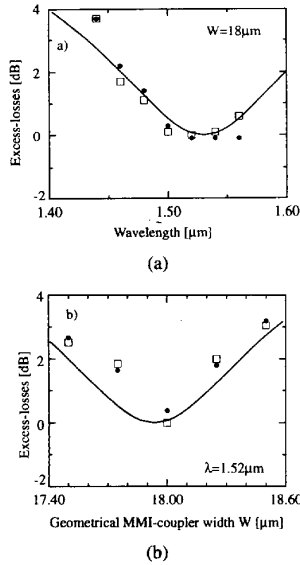 4
W=18μm
a)
2
0
-2
Excess-losses [dB]
1.40
1.50
1.60
Wavelength [μm]
(a)
4
b)
2
0
-2
Excess-losses [dB]
λ=1.52μm
17.40
18.00
18.60
Geometrical MMI-coupler width W [μm]
(b)